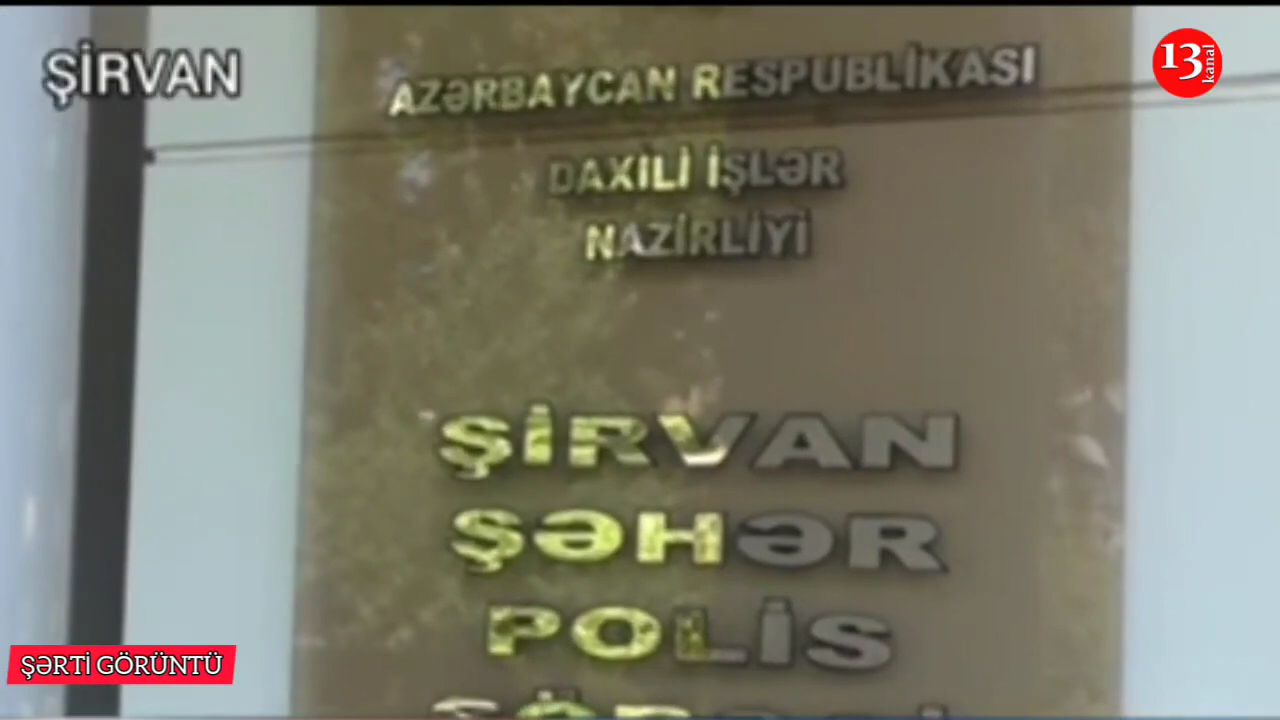 ŞİRVAN
13 kanal
AZƏRBAYCAN RESPUBLİKASI
DAXİLİ İŞLƏR
NAZİRLİYİ
ŞİRVAN
ŞƏHƏR
POLİS
ŞƏRTİ GÖRÜNTÜ